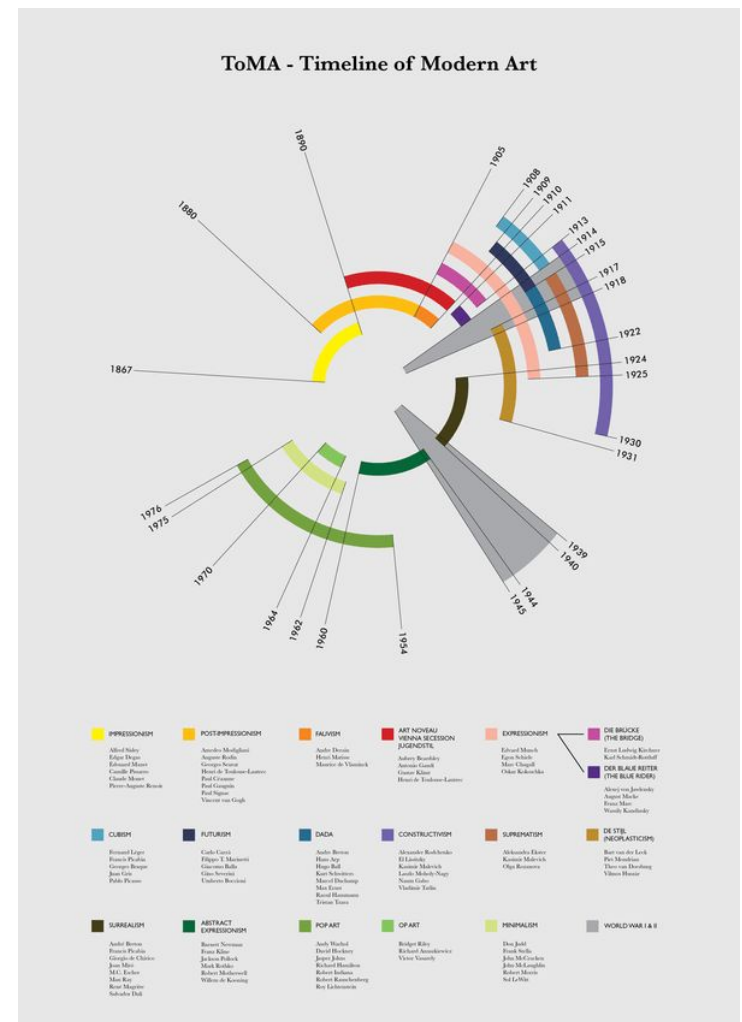 ToMA - Timeline of Modern Art
1867
1880
1890
1905
1908
1909
1910
1911
1913
1914
1915
1917
1918
1922
1924
1925
1930
1931
1939
1940
1944
1945
1954
1960
1962
1964
1970
1975
1976
IMPRESSIONISM
Alfred Sisley
Edgar Degas
Edouard Manet
Camille Pissarro
Claude Monet
Pierre-Auguste Renoir
POST-IMPRESSIONISM
Amedeo Modigliani
Auguste Rodin
Georges Seurat
Henri de Toulouse-Lautrec
Paul Cézanne
Paul Gauguin
Paul Signac
Vincent van Gogh
FAUVISM
Andre Derain
Henri Matisse
Maurice de Vlaminck
ART NOVEAU
VIENNA SECESSION
JUGENDSTIL
Aubrey Beardsley
Antonio Gaudi
Gustav Klimt
Henri de Toulouse-Lautrec
EXPRESSIONISM
Edvard Munch
Egon Schiele
Marc Chagall
Oskar Kokoschka
DIE BRÜCKE
(THE BRIDGE)
Ernst Ludwig Kirchner
Karl Schmidt-Rottluff
DER BLAUE REITER
(THE BLUE RIDER)
Alexej von Jawlensky
August Macke
Franz Marc
Wassily Kandinsky
CUBISM
Fernand Léger
Francis Picabia
Georges Braque
Juan Gris
Pablo Picasso
FUTURISM
Carlo Carrà
Filippo T. Marinetti
Giacomo Balla
Gino Severini
Umberto Boccioni
DADA
Andre Breton
Hans Arp
Hugo Ball
Kurt Schwitters
Marcel Duchamp
Max Ernst
Raoul Hausmann
Tristan Tzara
CONSTRUCTIVISM
Alexander Rodchenko
El Lissitzky
Kasimir Malevich
Laszlo Moholy-Nagy
Naum Gabo
Vladimir Tatlin
SUPREMATISM
Aleksandra Ekster
Kasimir Malevich
Olga Rozanova
DE STIJL
(NEOPLASTICISM)
Bart van der Leck
Piet Mondrian
Theo van Doesburg
Vilmos Huszár
SURREALISM
André Breton
Francis Picabia
Giorgio de Chirico
Joan Miró
M.C. Escher
Man Ray
René Magritte
Salvador Dalí
ABSTRACT
EXPRESSIONISM
Barnett Newman
Franz Kline
Jackson Pollock
Mark Rothko
Robert Motherwell
Willem de Kooning
POP ART
Andy Warhol
David Hockney
Jasper Johns
Richard Hamilton
Robert Indiana
Robert Rauschenberg
Roy Lichtenstein
OP ART
Bridget Riley
Richard Anuszkiewicz
Victor Vasarely
MINIMALISM
Don Judd
Frank Stella
John McCracken
John McLaughlin
Robert Morris
Sol LeWitt
WORLD WAR I & II